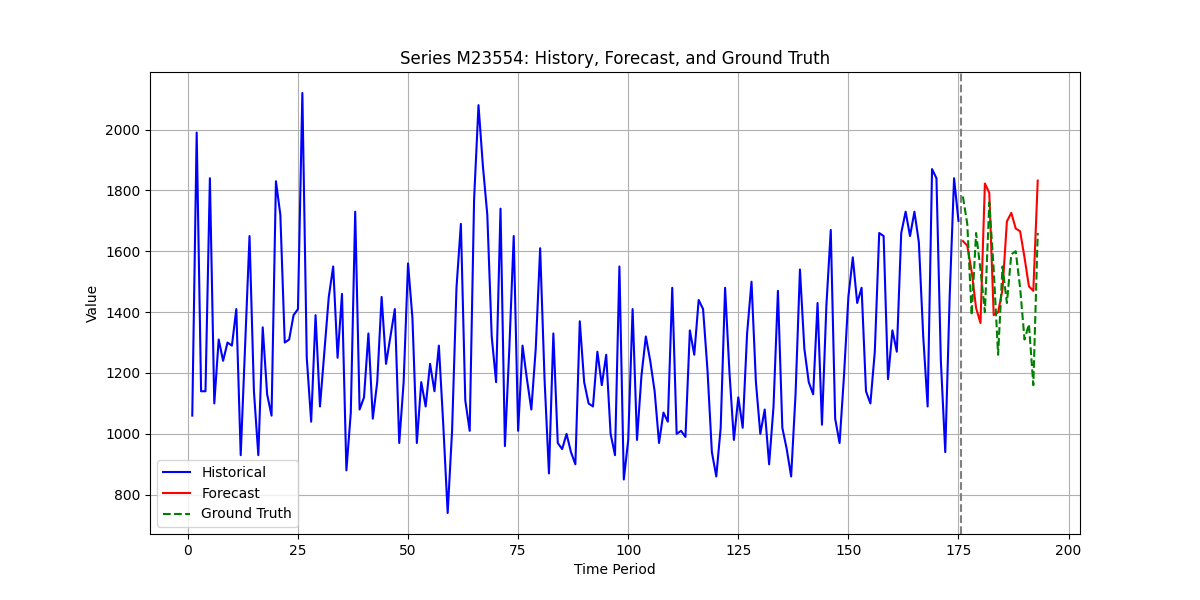 Series M23554: History, Forecast, and Ground Truth
Value
2000
1800
1600
1400
1200
1000
800
Historical
Forecast
Ground Truth
0 25 50 75 100 125 150 175 200
Time Period